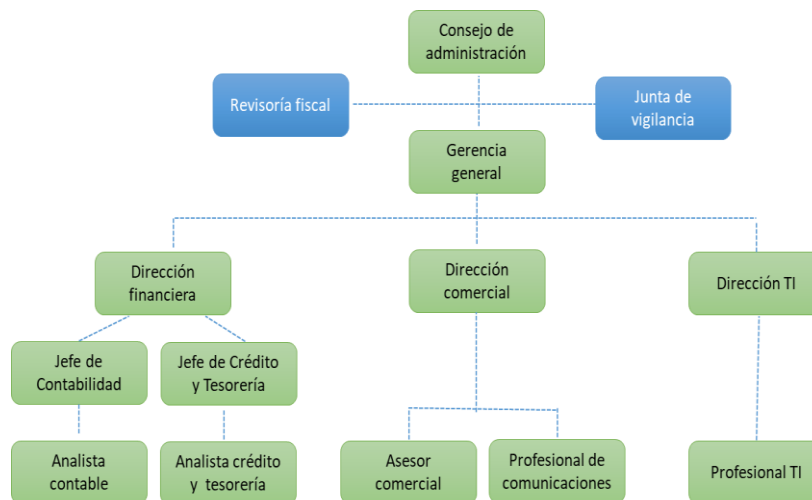 Consejo de
administración
Revisoría fiscal
Junta de
vigilancia
Gerencia
general
Dirección
financiera
Dirección
comercial
Dirección TI
Jefe de
Contabilidad
Jefe de Crédito
y Tesorería
Analista
contable
Analista crédito
y tesorería
Asesor
comercial
Profesional de
comunicaciones
Profesional TI